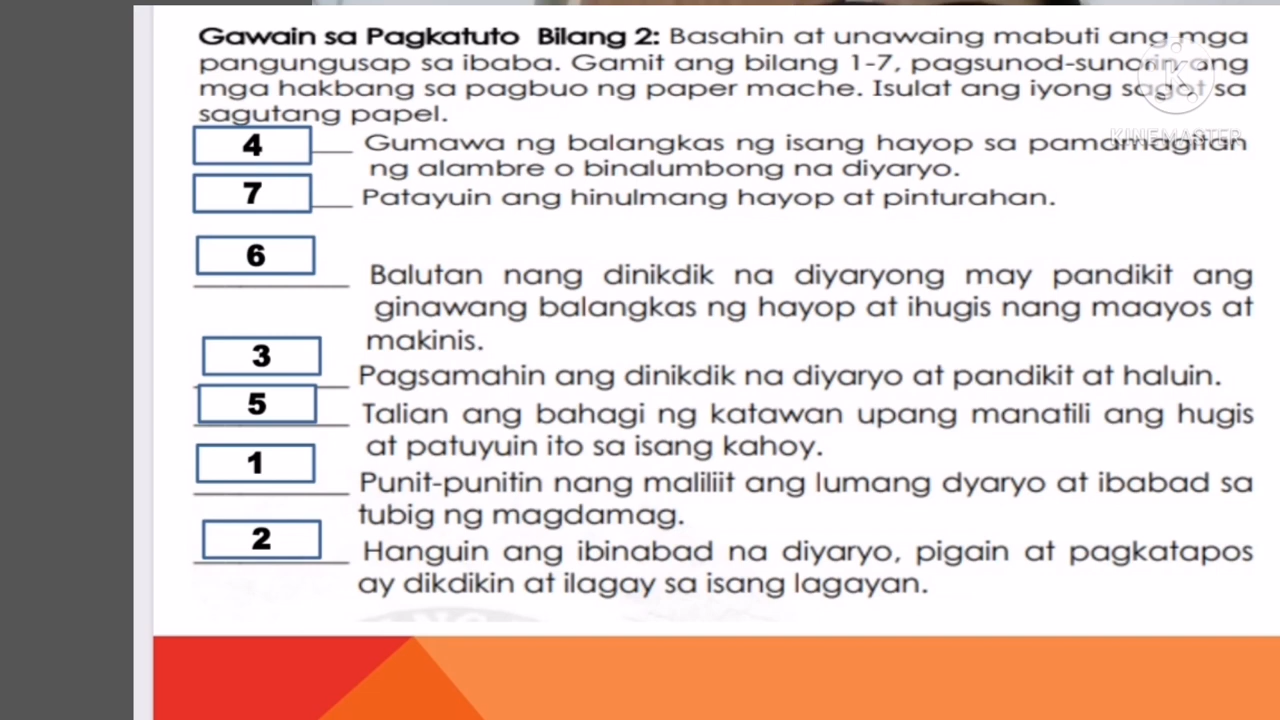 Gawain sa Pagkatuto Bilang 2: Basahin at unawaing mabuti ang mga
pangungusap sa ibaba. Gamit ang bilang 1-7, pagsunod-sunorin ang
mga hakbang sa pagbuo ng paper mache. Isulat ang iyong sagot sa
sagutang papel.
4 Gumawa ng balangkas ng isang hayop sa pamamagitan
ng alambre o binalumbong na diyaryo.
7 Patayuin ang hinulmang hayop at pinturahan.
6
Balutan nang dinikdik na diyaryong may pandikit ang
ginawang balangkas ng hayop at ihugis nang maayos at
makinis.
3
Pagsamahin ang dinikdik na diyaryo at pandikit at haluin.
5 Talian ang bahagi ng katawan upang manatili ang hugis
at patuyuin ito sa isang kahoy.
1
Punit-punitin nang maliliit ang lumang dyaryo at ibabad sa
tubig ng magdamag.
2 Hanguin ang ibinabad na diyaryo, pigain at pagkatapos
ay dikdikin at ilagay sa isang lagayan.
K
KINEMASTER